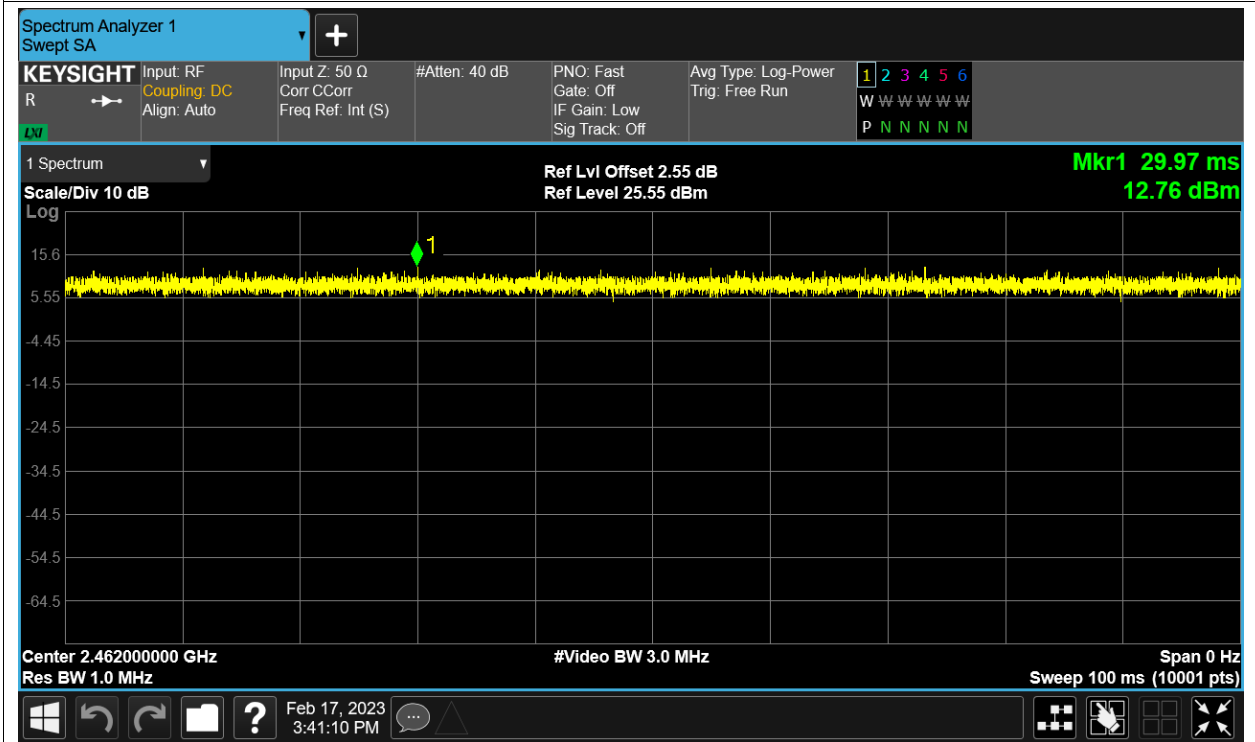 Spectrum Analyzer 1
Swept SA
+
KEYSIGHT
R
LXI
Input: RF
Coupling: DC
Align: Auto
Input Z: 50 Ω
Corr CCorr
Freq Ref: Int (S)
#Atten: 40 dB
PNO: Fast
Gate: Off
IF Gain: Low
Sig Track: Off
Avg Type: Log-Power
Trig: Free Run
1 2 3 4 5 6
W W W W W W
P N N N N N
1 Spectrum
Scale/Div 10 dB
Log
Ref Lvl Offset 2.55 dB
Ref Level 25.55 dBm
Mkr1 29.97 ms
12.76 dBm
1
15.6
5.55
-4.45
-14.5
-24.5
-34.5
-44.5
-54.5
-64.5
Center 2.462000000 GHz
Res BW 1.0 MHz
#Video BW 3.0 MHz
Span 0 Hz
Sweep 100 ms (10001 pts)
?
Feb 17, 2023
3:41:10 PM